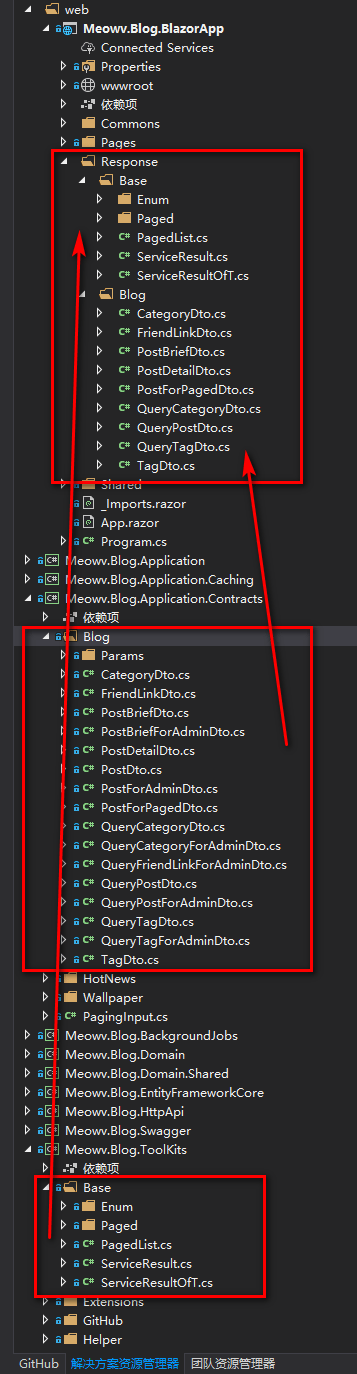 web
Meowv.Blog.BlazorApp
Connected Services
Properties
wwwroot
依赖项
Commons
Pages
Response
Base
Enum
Paged
PagedList.cs
ServiceResult.cs
ServiceResultOfT.cs
Blog
CategoryDto.cs
FriendLinkDto.cs
PostBriefDto.cs
PostDetailDto.cs
PostForPagedDto.cs
QueryCategoryDto.cs
QueryPostDto.cs
QueryTagDto.cs
TagDto.cs
Shared
_Imports.razor
App.razor
Program.cs
Meowv.Blog.Application
Meowv.Blog.Application.Caching
Meowv.Blog.Application.Contracts
依赖项
Blog
Params
CategoryDto.cs
FriendLinkDto.cs
PostBriefDto.cs
PostBriefForAdminDto.cs
PostDetailDto.cs
PostDto.cs
PostForAdminDto.cs
PostForPagedDto.cs
QueryCategoryDto.cs
QueryCategoryForAdminDto.cs
QueryFriendLinkForAdminDto.cs
QueryPostDto.cs
QueryPostForAdminDto.cs
QueryTagDto.cs
QueryTagForAdminDto.cs
TagDto.cs
HotNews
Wallpaper
PagingInput.cs
Meowv.Blog.BackgroundJobs
Meowv.Blog.Domain
Meowv.Blog.Domain.Shared
Meowv.Blog.EntityFrameworkCore
Meowv.Blog.HttpApi
Meowv.Blog.Swagger
Meowv.Blog.ToolKits
依赖项
Base
Enum
Paged
PagedList.cs
ServiceResult.cs
ServiceResultOfT.cs
Extensions
GitHub
Helper
GitHub 解决方案资源管理器 团队资源管理器